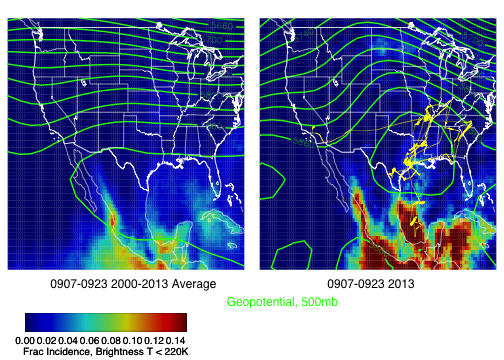 5660
0907-0923 2000-2013 Average
0907-0923 2013
Geopotential, 500mb
0.00 0.02 0.04 0.06 0.08 0.10 0.12 0.14
Frac Incidence, Brightness T < 220K